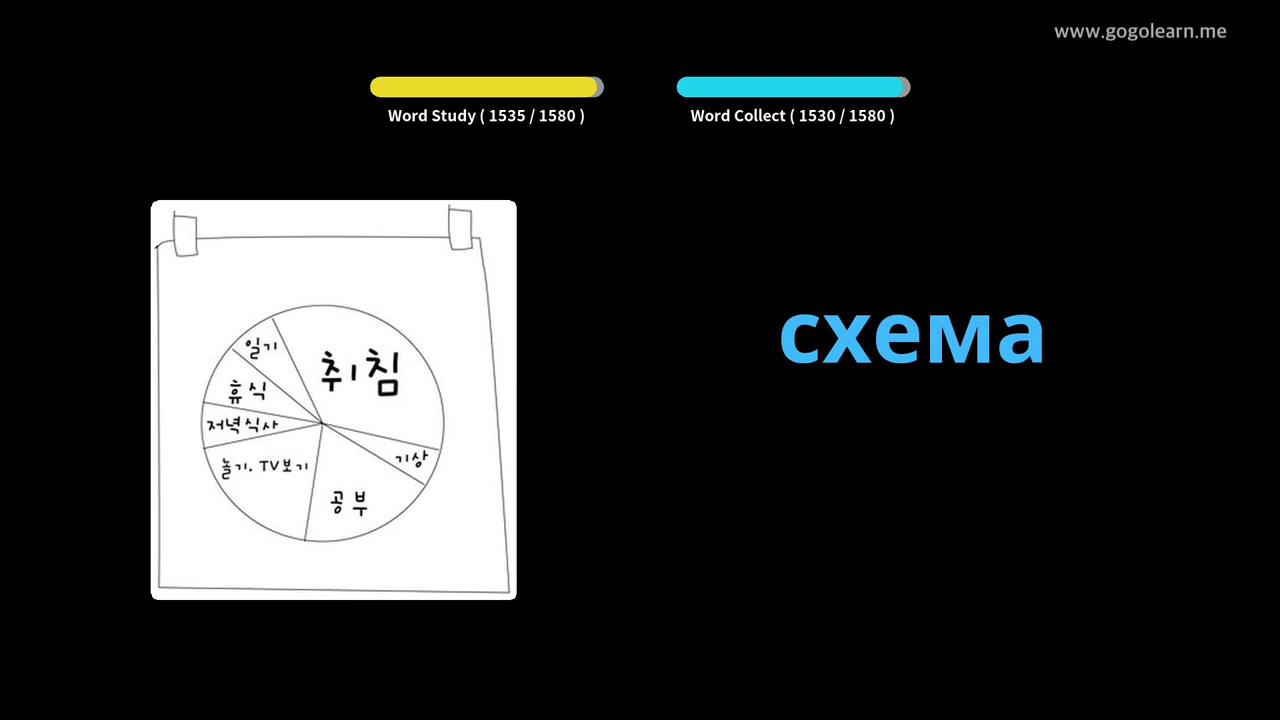 www.gogolearn.me
Word Study ( 1535 / 1580 )
Word Collect ( 1530 / 1580 )
일기
취침
휴식
저녁식사
놀기. TV보기
기상
공부
схема